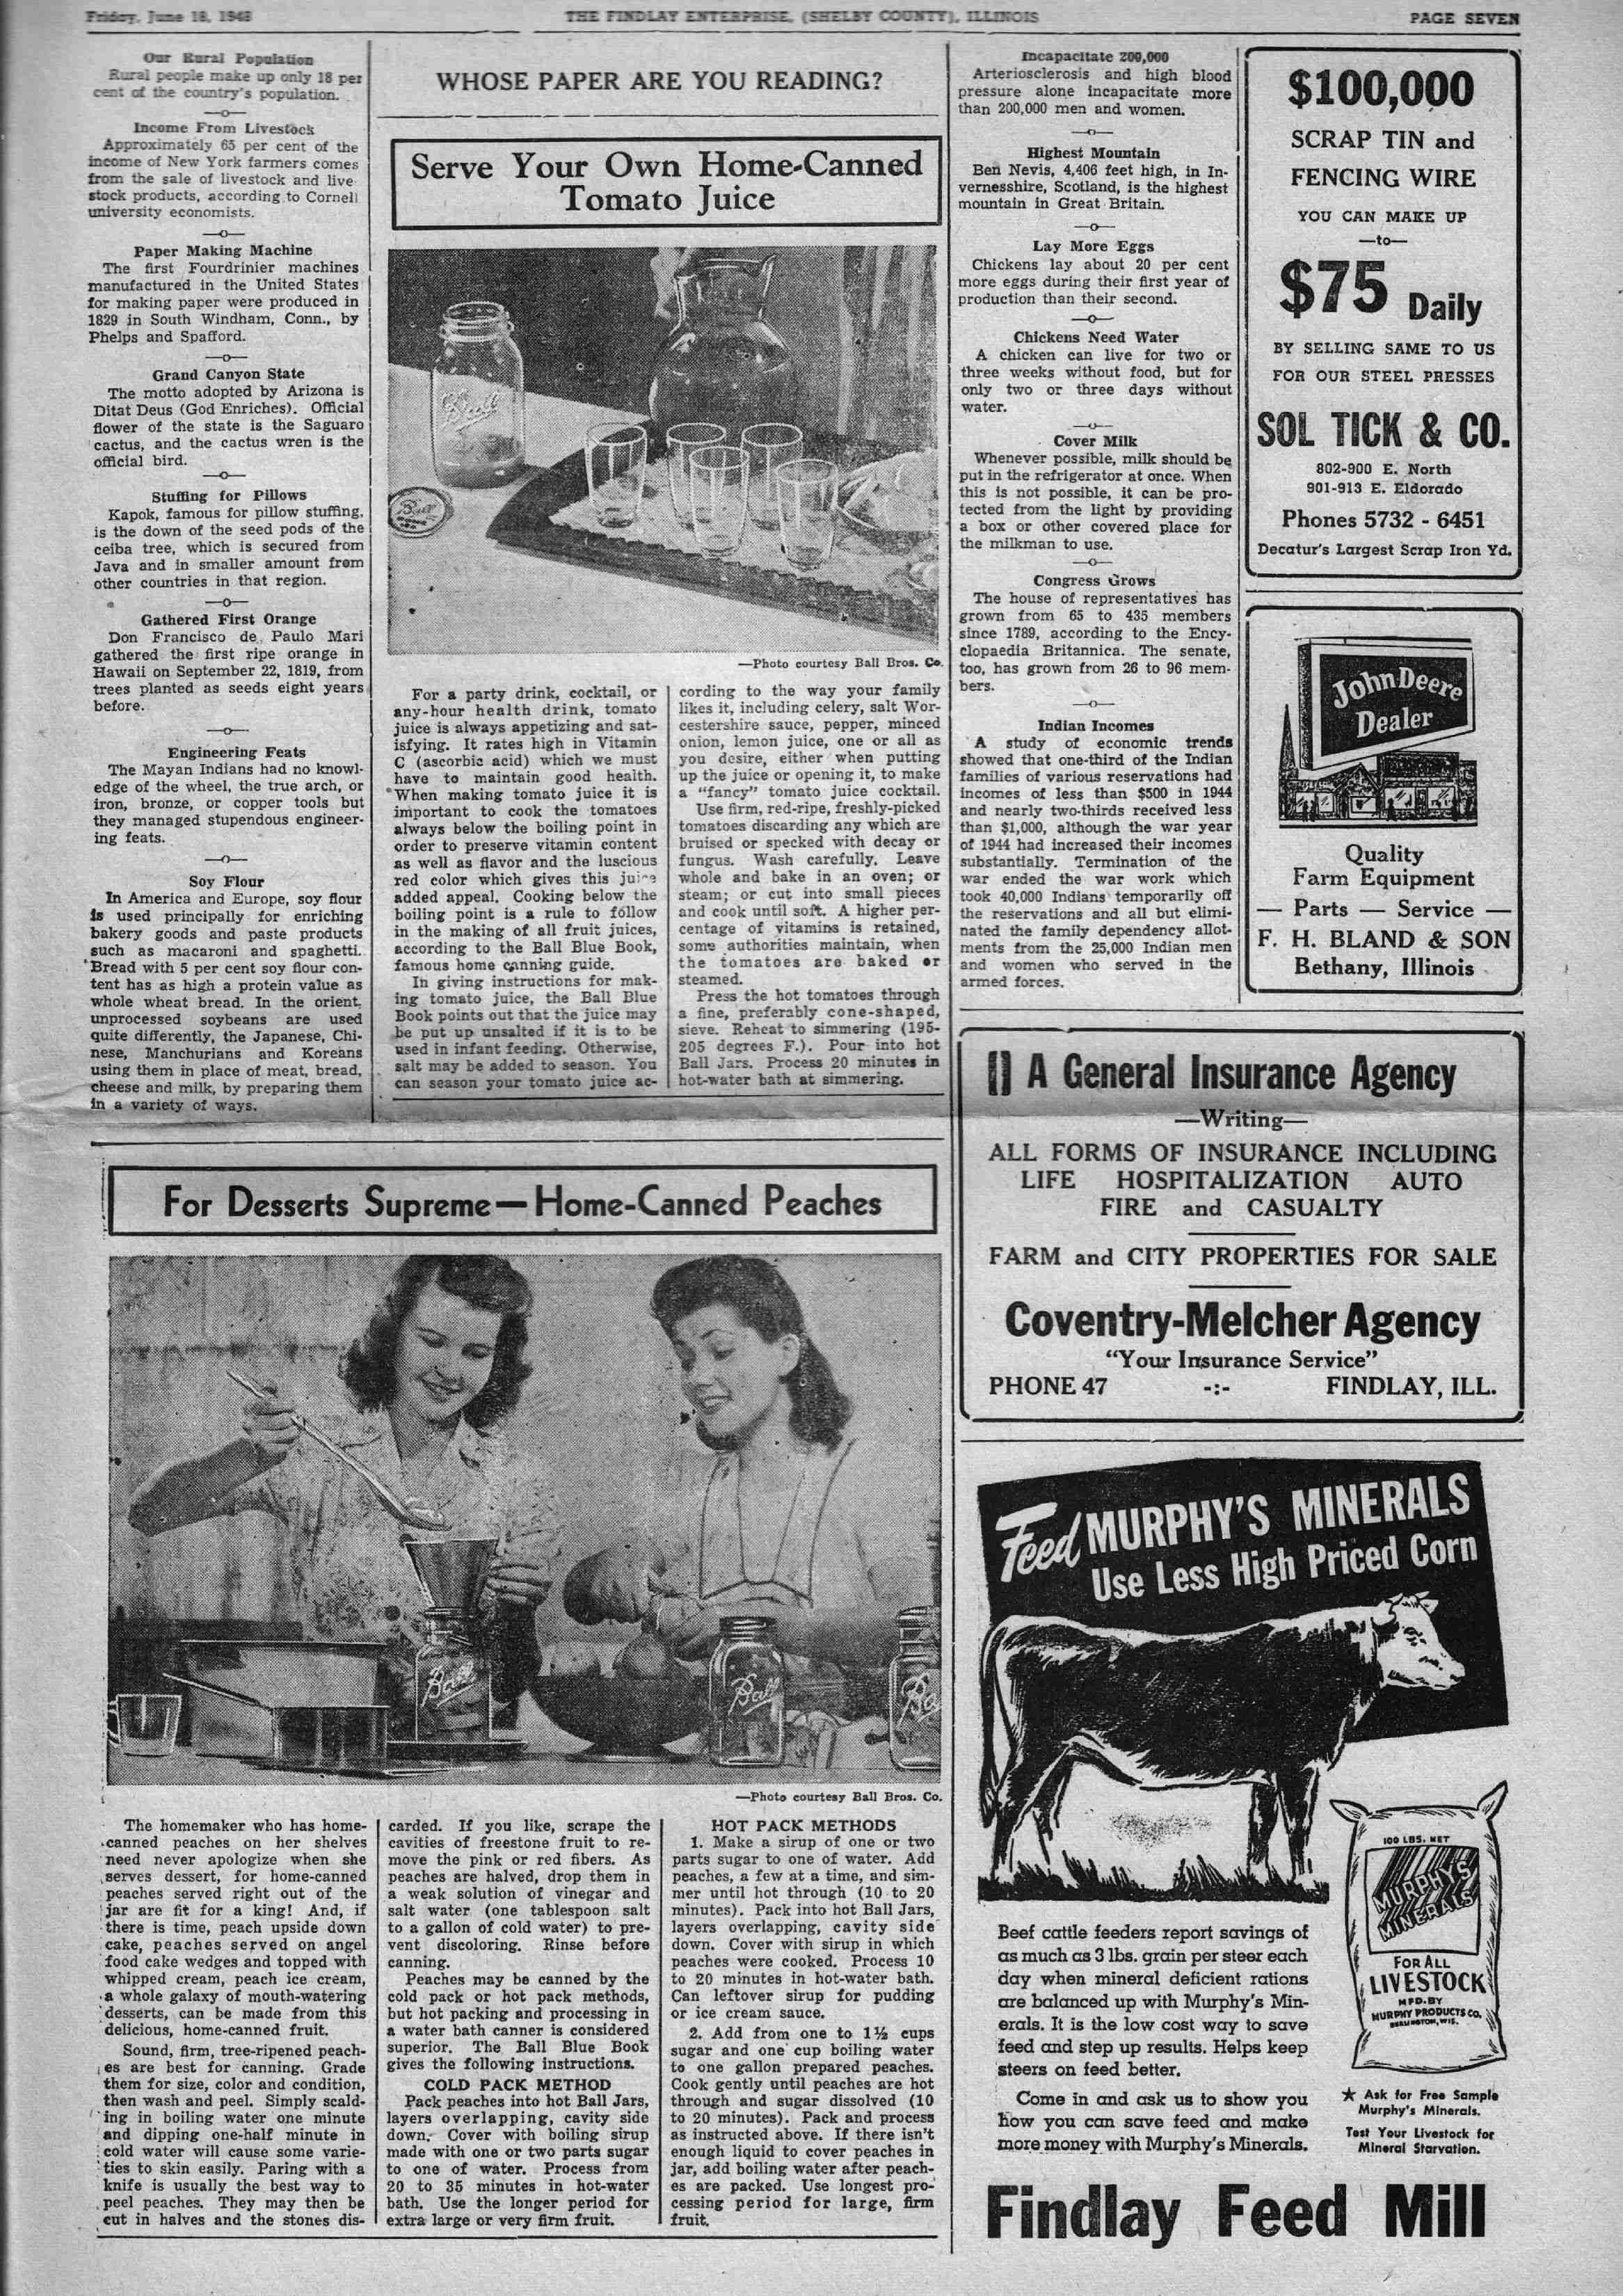 Friday, June 18, 1948
THE FINDLAY ENTERPRISE, (SHELBY COUNTY), ILLINOIS
PAGE SEVEN
Our Rural Population
Rural people make up only 18 per
cent of the country's population.
—o—
Income From Livestock
Approximately 65 per cent of the
income of New York farmers comes
from the sale of livestock and live
stock products, according to Cornell
university economists.
—o—
Paper Making Machine
The first Fourdrinier machines
manufactured in the United States
for making paper were produced in
1829 in South Windham, Conn., by
Phelps and Spafford.
—o—
Grand Canyon State
The motto adopted by Arizona is
Ditat Deus (God Enriches). Official
flower of the state is the Saguaro
cactus, and the cactus wren is the
official bird.
—o—
Stuffing for Pillows
Kapok, famous for pillow stuffing,
is the down of the seed pods of the
ceiba tree, which is secured from
Java and in smaller amount from
other countries in that region.
—o—
Gathered First Orange
Don Francisco de Paulo Mari
gathered the first ripe orange in
Hawaii on September 22, 1819, from
trees planted as seeds eight years
before.
—o—
Engineering Feats
The Mayan Indians had no knowl-
edge of the wheel, the true arch, or
iron, bronze, or copper tools but
they managed stupendous engineer-
ing feats.
—o—
Soy Flour
In America and Europe, soy flour
is used principally for enriching
bakery goods and paste products
such as macaroni and spaghetti.
Bread with 5 per cent soy flour con-
tent has as high a protein value as
whole wheat bread. In the orient,
unprocessed soybeans are used
quite differently, the Japanese, Chi-
nese, Manchurians and Koreans
using them in place of meat, bread,
cheese and milk, by preparing them
in a variety of ways.
WHOSE PAPER ARE YOU READING?
Serve Your Own Home-Canned
Tomato Juice
Ball
Ball
—Photo courtesy Ball Bros. Co.
For a party drink, cocktail, or
any-hour health drink, tomato
juice is always appetizing and sat-
isfying. It rates high in Vitamin
C (ascorbic acid) which we must
have to maintain good health.
When making tomato juice it is
important to cook the tomatoes
always below the boiling point in
order to preserve vitamin content
as well as flavor and the luscious
red color which gives this juice
added appeal. Cooking below the
boiling point is a rule to follow
in the making of all fruit juices,
according to the Ball Blue Book,
famous home canning guide.
In giving instructions for mak-
ing tomato juice, the Ball Blue
Book points out that the juice may
be put up unsalted if it is to be
used in infant feeding. Otherwise,
salt may be added to season. You
can season your tomato juice ac-
cording to the way your family
likes it, including celery, salt Wor-
cestershire sauce, pepper, minced
onion, lemon juice, one or all as
you desire, either when putting
up the juice or opening it, to make
a "fancy" tomato juice cocktail.
Use firm, red-ripe, freshly-picked
tomatoes discarding any which are
bruised or specked with decay or
fungus. Wash carefully. Leave
whole and bake in an oven; or
steam; or cut into small pieces
and cook until soft. A higher per-
centage of vitamins is retained,
some authorities maintain, when
the tomatoes are baked or
steamed.
Press the hot tomatoes through
a fine, preferably cone-shaped,
sieve. Reheat to simmering (195-
205 degrees F.). Pour into hot
Ball Jars. Process 20 minutes in
hot-water bath at simmering.
Incapacitate 200,000
Arteriosclerosis and high blood
pressure alone incapacitate more
than 200,000 men and women.
—o—
Highest Mountain
Ben Nevis, 4,406 feet high, in In-
vernesshire, Scotland, is the highest
mountain in Great Britain.
—o—
Lay More Eggs
Chickens lay about 20 per cent
more eggs during their first year of
production than their second.
—o—
Chickens Need Water
A chicken can live for two or
three weeks without food, but for
only two or three days without
water.
—o—
Cover Milk
Whenever possible, milk should be
put in the refrigerator at once. When
this is not possible, it can be pro-
tected from the light by providing
a box or other covered place for
the milkman to use.
—o—
Congress Grows
The house of representatives has
grown from 65 to 435 members
since 1789, according to the Ency-
clopaedia Britannica. The senate,
too, has grown from 26 to 96 mem-
bers.
—o—
Indian Incomes
A study of economic trends
showed that one-third of the Indian
families of various reservations had
incomes of less than $500 in 1944
and nearly two-thirds received less
than $1,000, although the war year
of 1944 had increased their incomes
substantially. Termination of the
war ended the war work which
took 40,000 Indians temporarily off
the reservations and all but elimi-
nated the family dependency allot-
ments from the 25,000 Indian men
and women who served in the
armed forces.
$100,000
SCRAP TIN and
FENCING WIRE
YOU CAN MAKE UP
—to—
$75 Daily
BY SELLING SAME TO US
FOR OUR STEEL PRESSES
SOL TICK & CO.
802-900 E. North
901-913 E. Eldorado
Phones 5732 - 6451
Decatur's Largest Scrap Iron Yd.
John Deere
Dealer
Quality
Farm Equipment
— Parts — Service —
F. H. BLAND & SON
Bethany, Illinois
A General Insurance Agency
—Writing—
ALL FORMS OF INSURANCE INCLUDING
LIFE HOSPITALIZATION AUTO
FIRE and CASUALTY
FARM and CITY PROPERTIES FOR SALE
Coventry-Melcher Agency
"Your Insurance Service"
PHONE 47 -:- FINDLAY, ILL.
For Desserts Supreme—Home-Canned Peaches
Ball
Ball
Ba
—Photo courtesy Ball Bros. Co.
The homemaker who has home-
canned peaches on her shelves
need never apologize when she
serves dessert, for home-canned
peaches served right out of the
jar are fit for a king! And, if
there is time, peach upside down
cake, peaches served on angel
food cake wedges and topped with
whipped cream, peach ice cream,
a whole galaxy of mouth-watering
desserts, can be made from this
delicious, home-canned fruit.
Sound, firm, tree-ripened peach-
es are best for canning. Grade
them for size, color and condition,
then wash and peel. Simply scald-
ing in boiling water one minute
and dipping one-half minute in
cold water will cause some varie-
ties to skin easily. Paring with a
knife is usually the best way to
peel peaches. They may then be
cut in halves and the stones dis-
carded. If you like, scrape the
cavities of freestone fruit to re-
move the pink or red fibers. As
peaches are halved, drop them in
a weak solution of vinegar and
salt water (one tablespoon salt
to a gallon of cold water) to pre-
vent discoloring. Rinse before
canning.
Peaches may be canned by the
cold pack or hot pack methods,
but hot packing and processing in
a water bath canner is considered
superior. The Ball Blue Book
gives the following instructions.
COLD PACK METHOD
Pack peaches into hot Ball Jars,
layers overlapping, cavity side
down. Cover with boiling sirup
made with one or two parts sugar
to one of water. Process from
20 to 35 minutes in hot-water
bath. Use the longer period for
extra large or very firm fruit.
HOT PACK METHODS
1. Make a sirup of one or two
parts sugar to one of water. Add
peaches, a few at a time, and sim-
mer until hot through (10 to 20
minutes). Pack into hot Ball Jars,
layers overlapping, cavity side
down. Cover with sirup in which
peaches were cooked. Process 10
to 20 minutes in hot-water bath.
Can leftover sirup for pudding
or ice cream sauce.
2. Add from one to 1½ cups
sugar and one cup boiling water
to one gallon prepared peaches.
Cook gently until peaches are hot
through and sugar dissolved (10
to 20 minutes). Pack and process
as instructed above. If there isn't
enough liquid to cover peaches in
jar, add boiling water after peach-
es are packed. Use longest pro-
cessing period for large, firm
fruit.
Feed MURPHY'S MINERALS
Use Less High Priced Corn
100 LBS. NET
MURPHY'S
MINERALS
FOR ALL
LIVESTOCK
MFD. BY
MURPHY PRODUCTS CO.
BURLINGTON, WIS.
Beef cattle feeders report savings of
as much as 3 lbs. grain per steer each
day when mineral deficient rations
are balanced up with Murphy's Min-
erals. It is the low cost way to save
feed and step up results. Helps keep
steers on feed better.
Come in and ask us to show you
how you can save feed and make
more money with Murphy's Minerals.
★ Ask for Free Sample
Murphy's Minerals.
Test Your Livestock for
Mineral Starvation.
Findlay Feed Mill